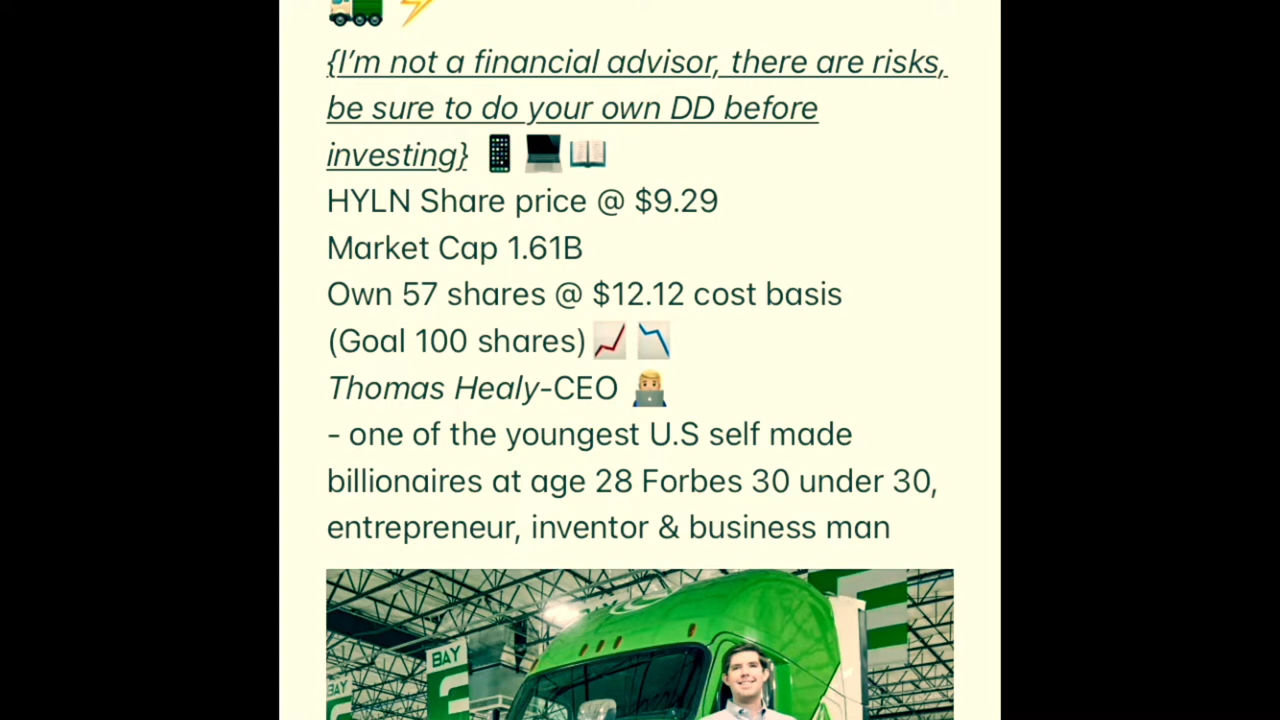 {I'm not a financial advisor, there are risks,
be sure to do your own DD before
investing}
HYLN Share price @ $9.29
Market Cap 1.61B
Own 57 shares @ $12.12 cost basis
(Goal 100 shares)
Thomas Healy-CEO
- one of the youngest U.S self made
billionaires at age 28 Forbes 30 under 30,
entrepreneur, inventor & business man
BAY
BAY